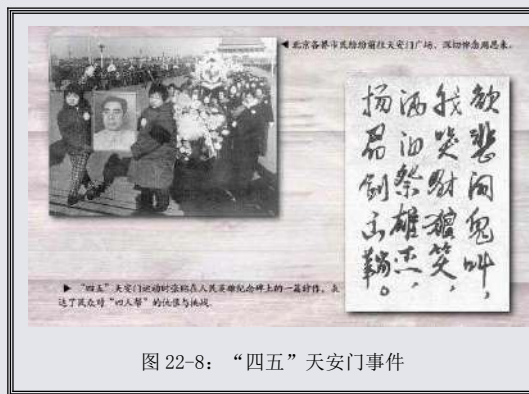 ◀ 北京各界市民纷纷前往天安门广场，深切悼念周恩来。
欲悲闻鬼叫，
我哭豺狼笑，
洒泪祭雄杰，
扬眉剑出鞘。
▶ “四五”天安门运动时张贴在人民英雄纪念碑上的一篇诗作，表
达了民众对“四人帮”的仇恨与挑战.
图 22-8：“四五”天安门事件